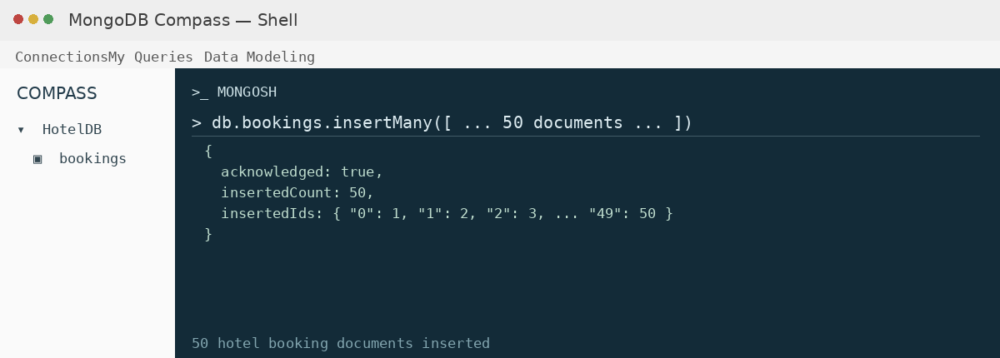 MongoDB Compass — Shell
ConnectionsMy Queries Data Modeling
COMPASS
▾ HotelDB
▣ bookings
>_ MONGOSH
> db.bookings.insertMany([ ... 50 documents ... ])
{
acknowledged: true,
insertedCount: 50,
insertedIds: { "0": 1, "1": 2, "2": 3, ... "49": 50 }
}
50 hotel booking documents inserted